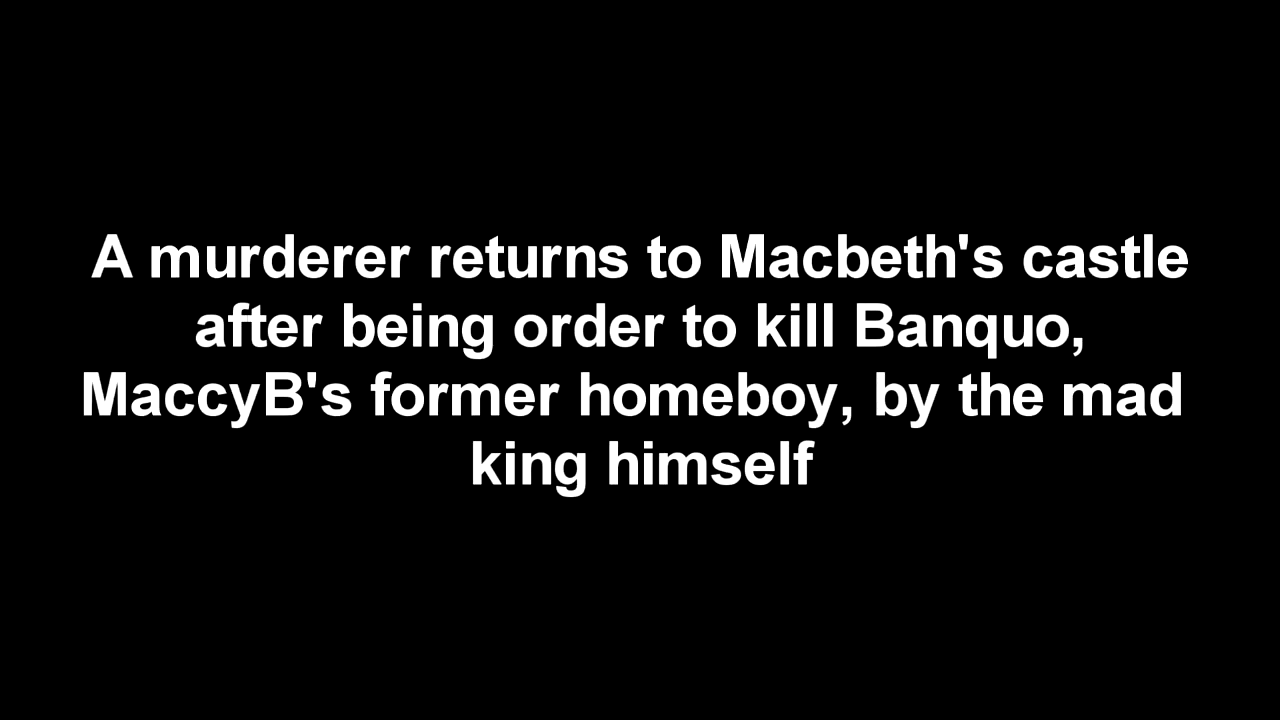 A murderer returns to Macbeth's castle
after being order to kill Banquo,
MaccyB's former homeboy, by the mad
king himself